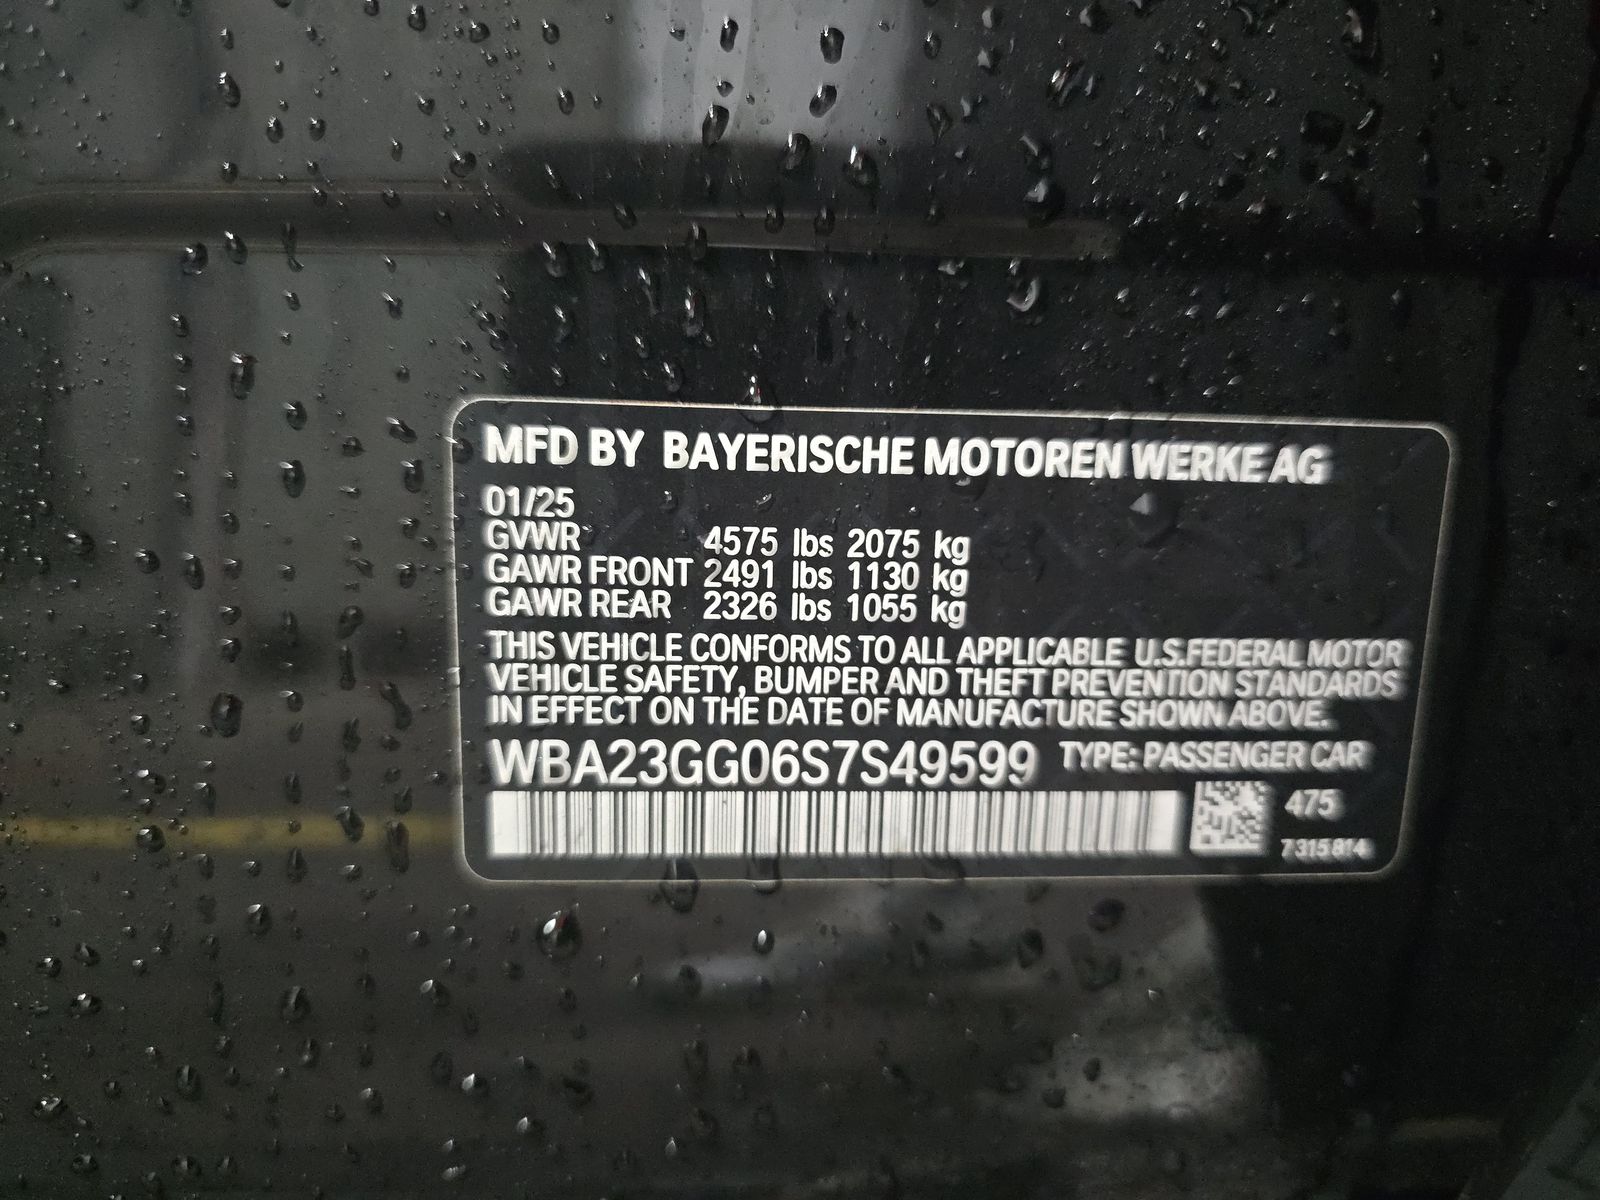 MFD BY BAYERISCHE MOTOREN WERKE AG
01/25
GVWR 4575 lbs 2075 kg
GAWR FRONT 2491 lbs 1130 kg
GAWR REAR 2326 lbs 1055 kg
THIS VEHICLE CONFORMS TO ALL APPLICABLE U.S.FEDERAL MOTOR
VEHICLE SAFETY, BUMPER AND THEFT PREVENTION STANDARDS
IN EFFECT ON THE DATE OF MANUFACTURE SHOWN ABOVE.
WBA23GG06S7S49599 TYPE: PASSENGER CAR
475
7 315 814